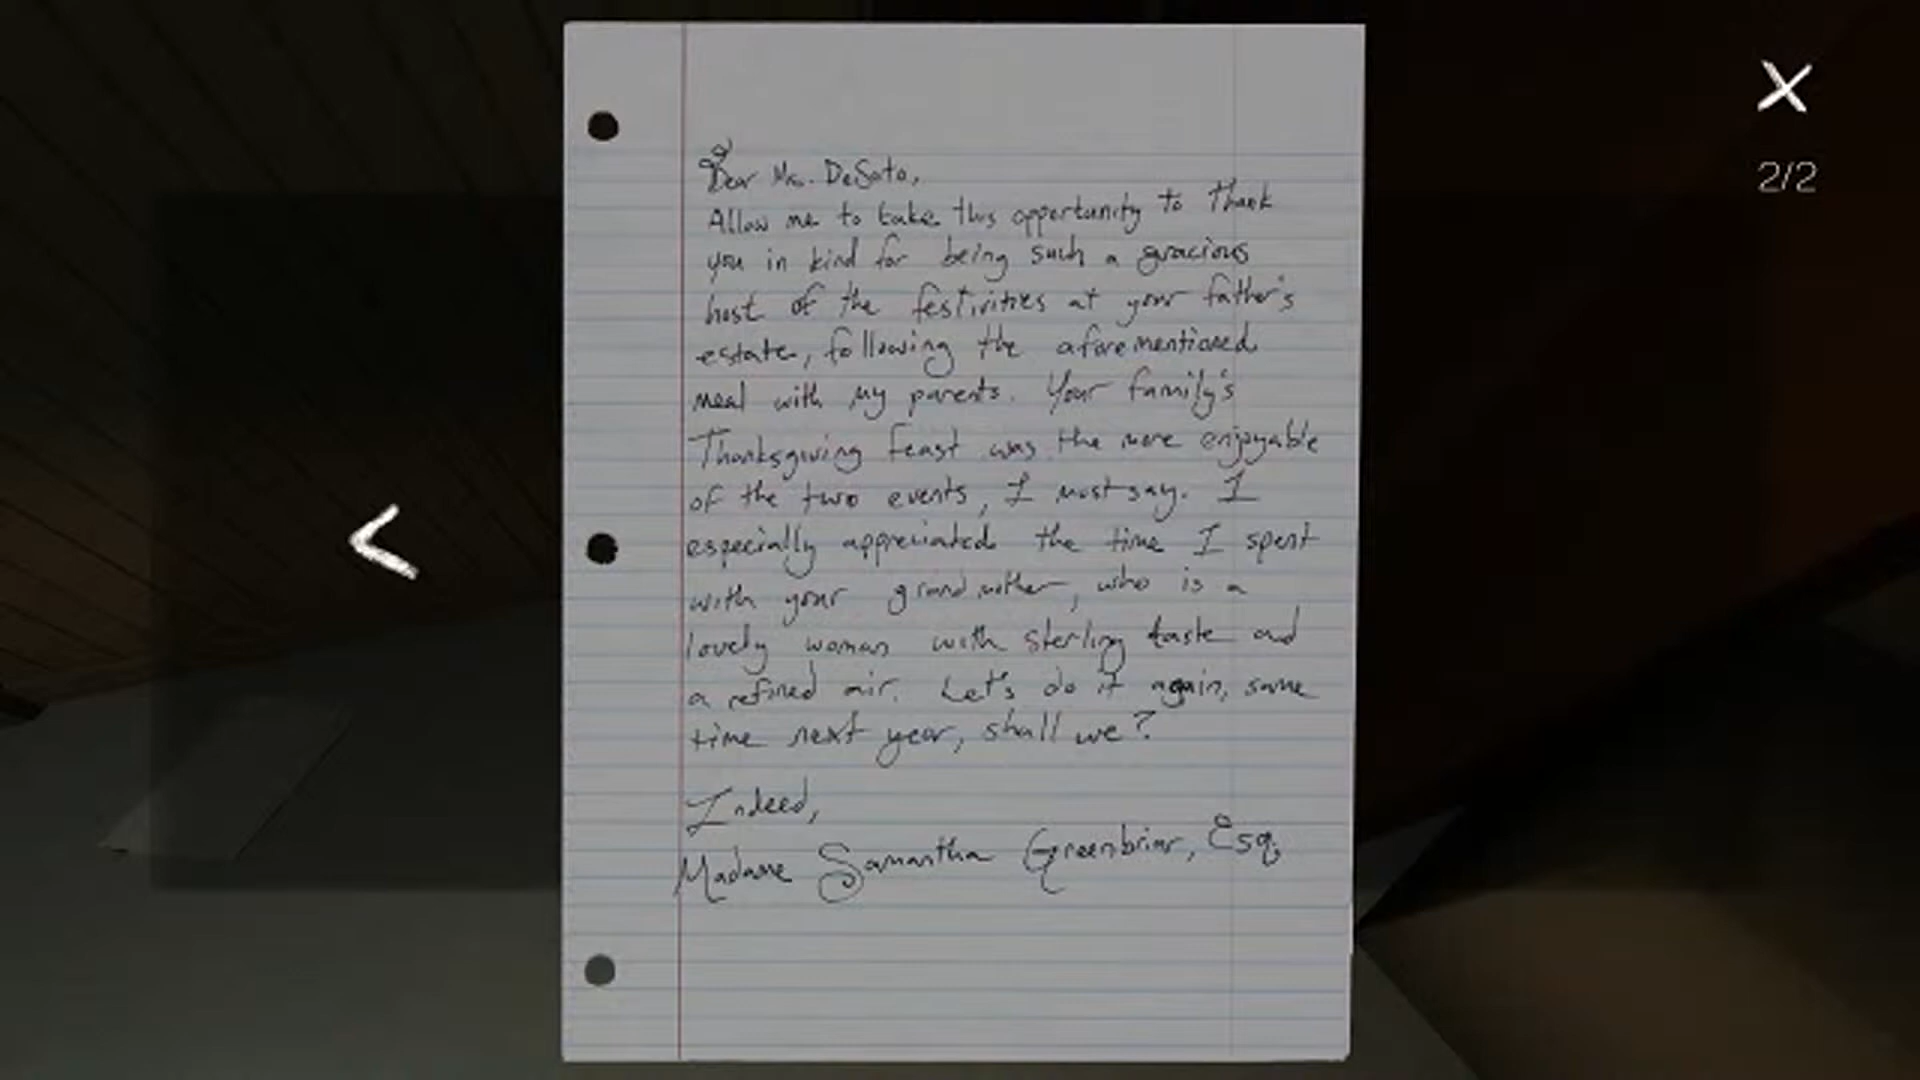 Dear Ms. DeSoto,
Allow me to take this opportunity to thank
you in kind for being such a gracious
host of the festivities at your father's
estate, following the aforementioned
meal with my parents. Your family's
Thanksgiving feast was the more enjoyable
of the two events, I must say. I
especially appreciated the time I spent
with your grandmother, who is a
lovely woman with sterling taste and
a refined air. Let's do it again, same
time next year, shall we?
Indeed,
Madame Samantha Greenbriar, Esq.
2/2